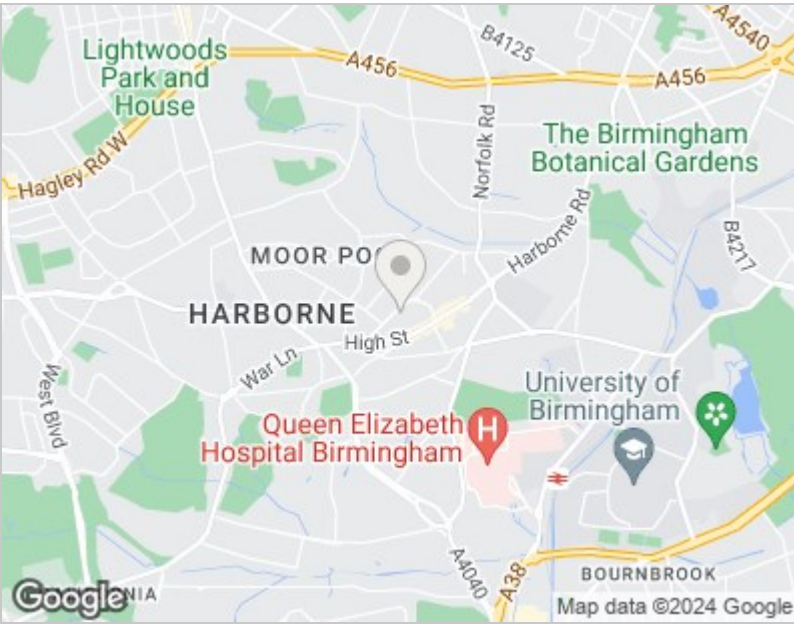 A4540
B4125
Lightwoods
Park and
House
A456
A456
The Birmingham
Botanical Gardens
Norfolk Rd
Hagley Rd W
Harborne Rd
B4217
MOOR POO
HARBORNE
High St
War Ln
West Blvd
University of
Birmingham
Queen Elizabeth
Hospital Birmingham
H
A4040
A38
BOURNBROOK
Google
Map data ©2024 Google